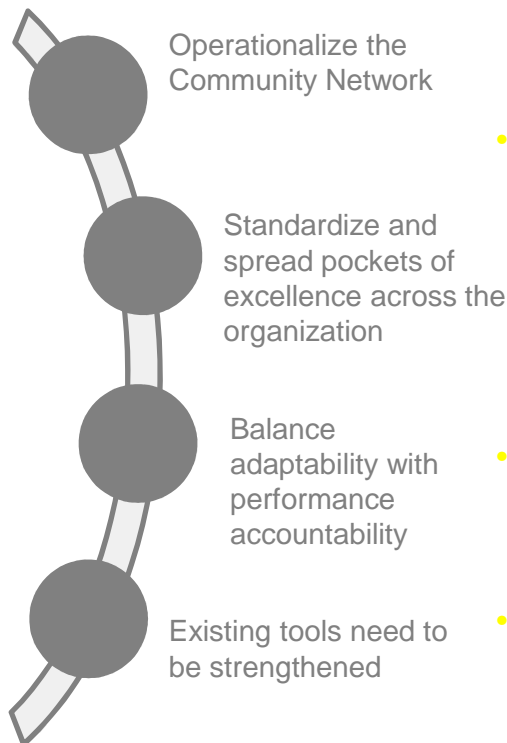 Operationalize the
Community Network
Standardize and
spread pockets of
excellence across the
organization
Balance
adaptability with
performance
accountability
Existing tools need to
be strengthened